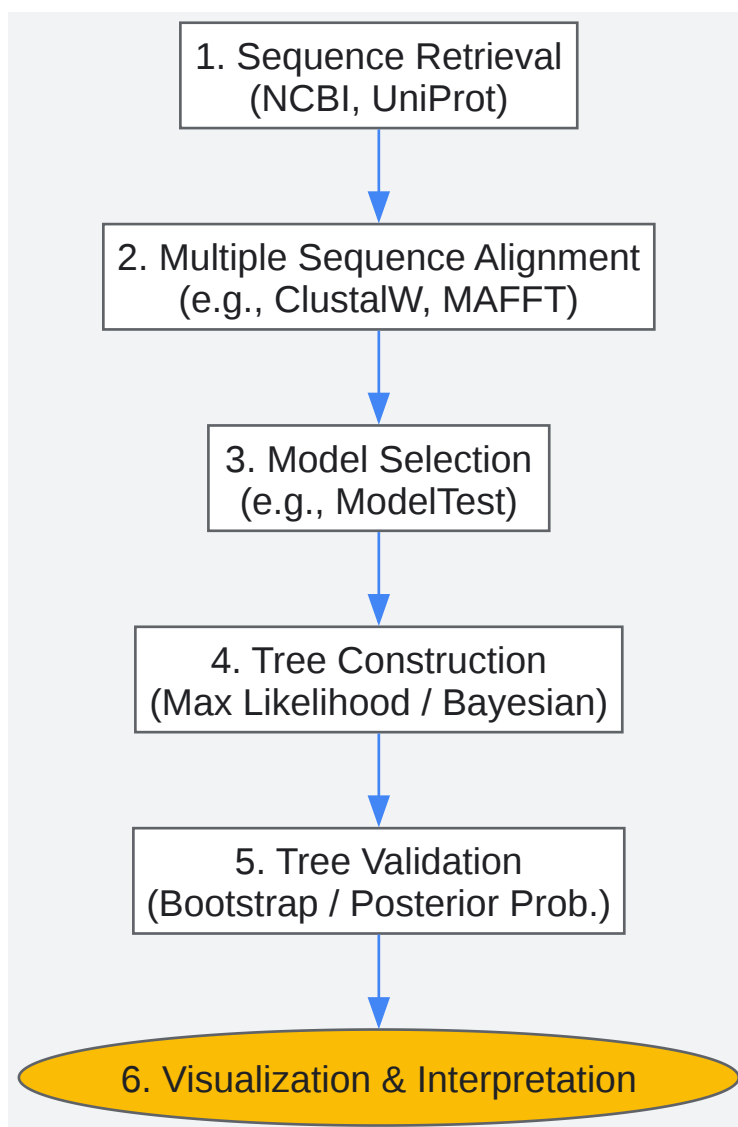 1. Sequence Retrieval
(NCBI, UniProt)
2. Multiple Sequence Alignment
(e.g., ClustalW, MAFFT)
3. Model Selection
(e.g., ModelTest)
4. Tree Construction
(Max Likelihood / Bayesian)
5. Tree Validation
(Bootstrap / Posterior Prob.)
6. Visualization & Interpretation